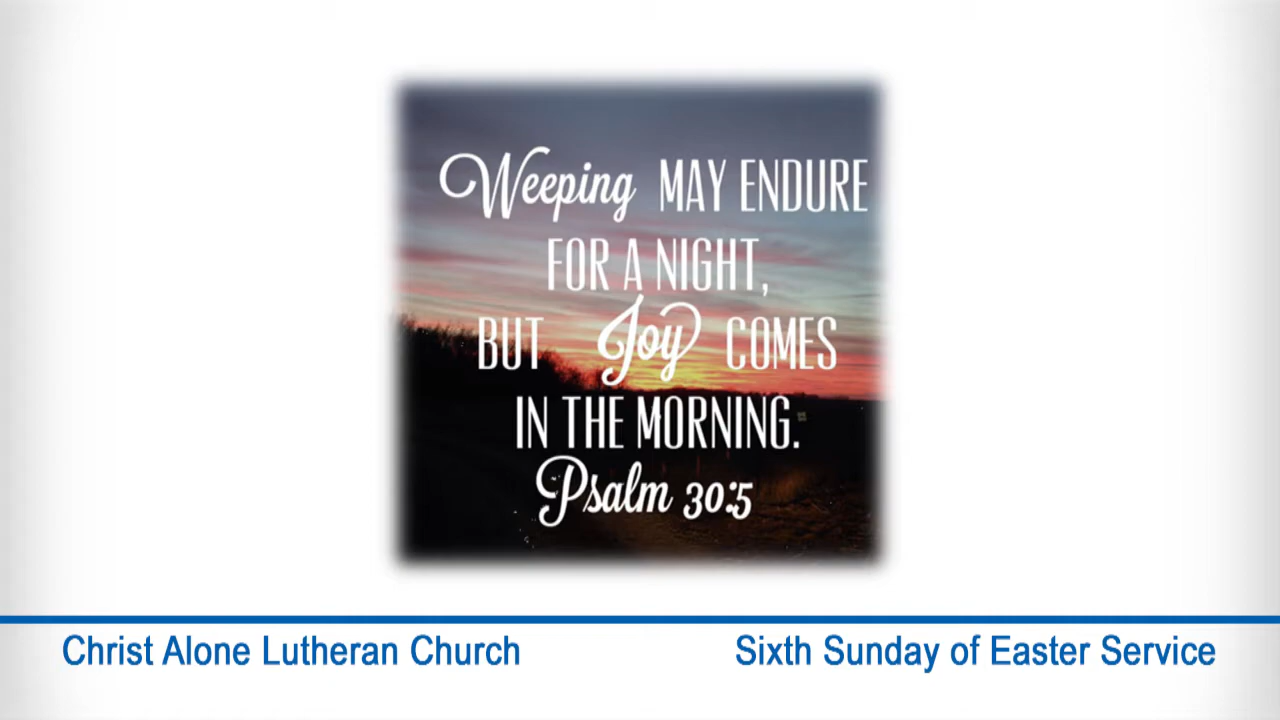 Weeping MAY ENDURE
FOR A NIGHT,
BUT Joy COMES
IN THE MORNING.
Psalm 30:5
Christ Alone Lutheran Church
Sixth Sunday of Easter Service